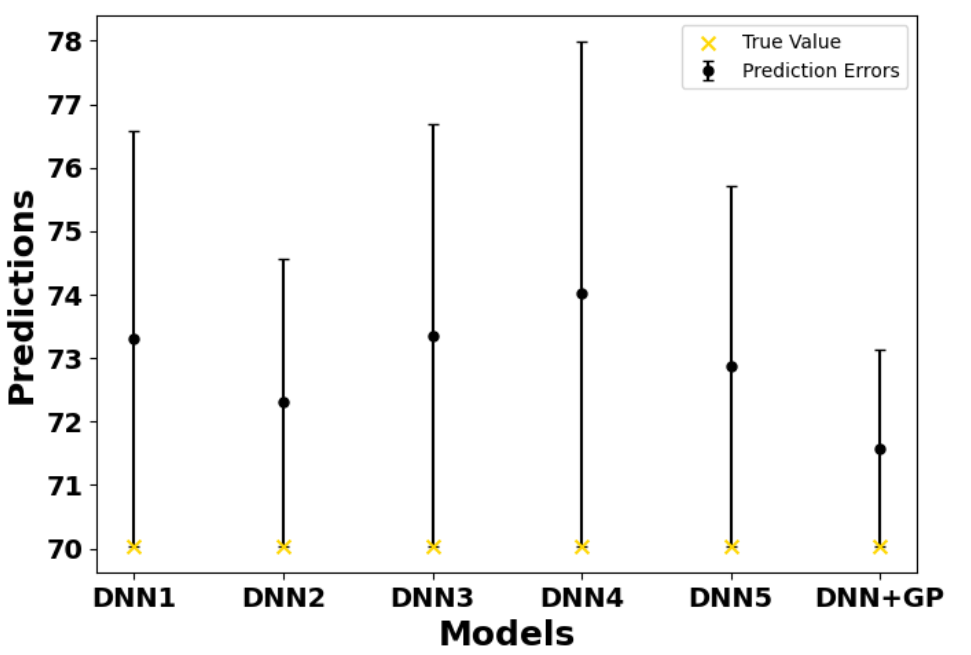 78
77
76
75
74
73
72
71
70
Predictions
True Value
Prediction Errors
DNN1 DNN2 DNN3 DNN4 DNN5 DNN+GP
Models